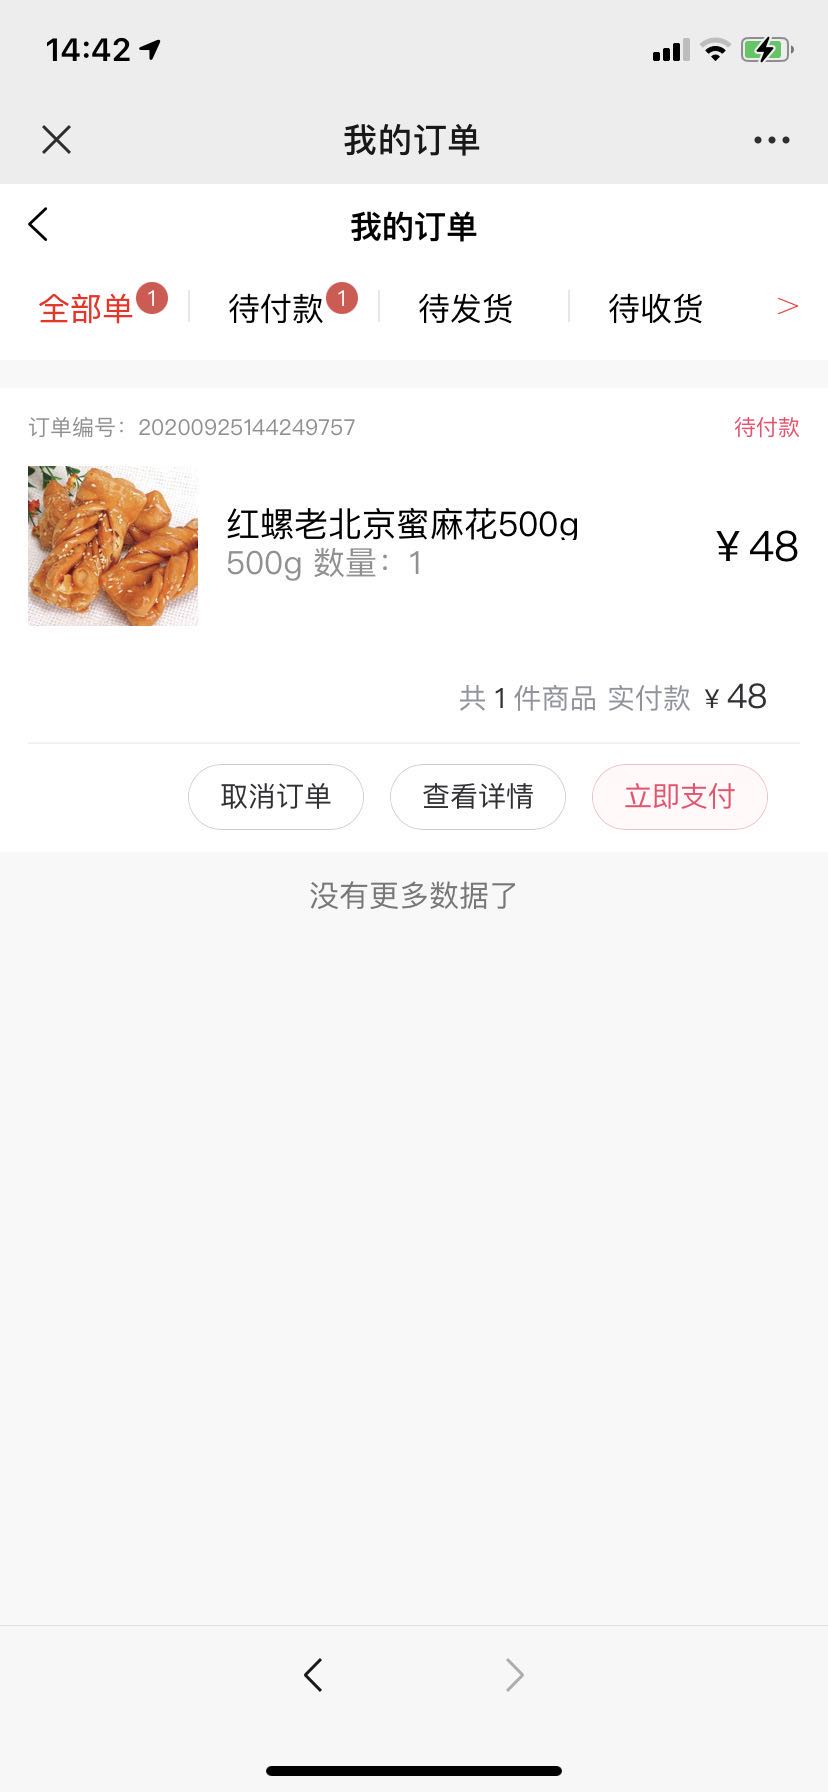 14:42
我的订单
我的订单
全部单 1 待付款 1 待发货 待收货 >
订单编号：20200925144249757 待付款
红螺老北京蜜麻花500g
500g 数量：1
¥ 48
共 1 件商品 实付款 ¥ 48
取消订单 查看详情 立即支付
没有更多数据了